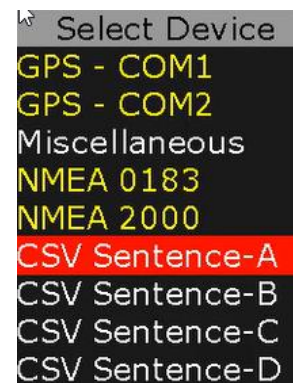 Select Device
GPS - COM1
GPS - COM2
Miscellaneous
NMEA 0183
NMEA 2000
CSV Sentence-A
CSV Sentence-B
CSV Sentence-C
CSV Sentence-D